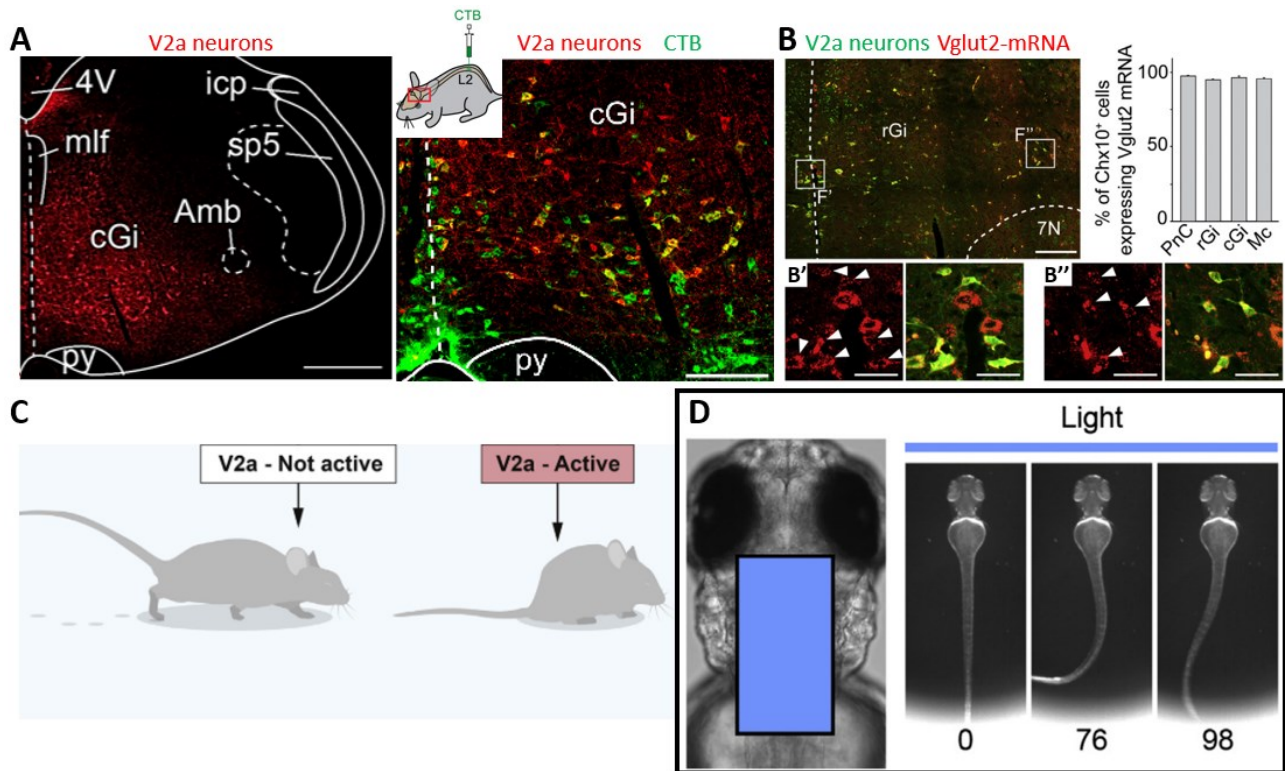 A
V2a neurons
4V
mlf
icp
sp5
Amb
cGi
py
CTB
L2
V2a neurons CTB
cGi
py
B
V2a neurons Vglut2-mRNA
rGi
F'
F''
7N
B'
B''
% of Chx10+ cells
expressing Vglut2 mRNA
100
50
0
PnC
rGi
cGi
Mc
C
V2a - Not active
V2a - Active
D
Light
0
76
98